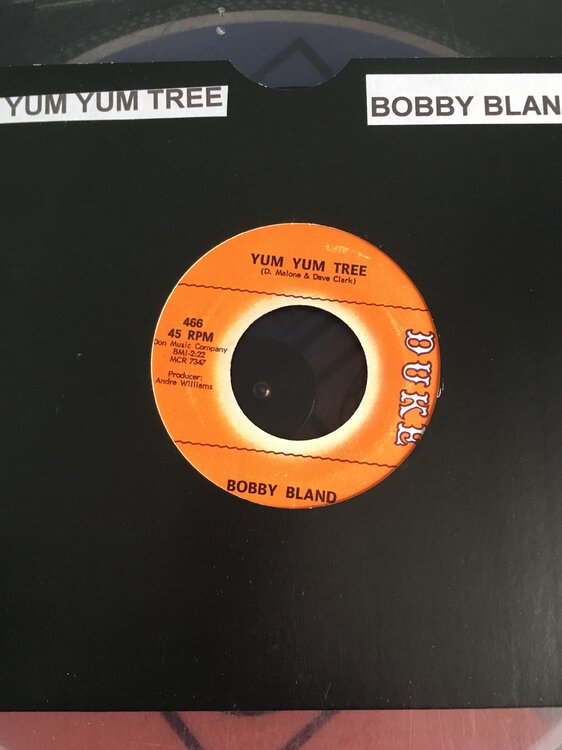 YUM YUM TREE
BOBBY BLAN
YUM YUM TREE
(D. Malone & Dave Clark)
466
45 RPM
Don Music Company
BMI-2:22
MCR 7347
Producer:
Andre Williams
DUKE
BOBBY BLAND